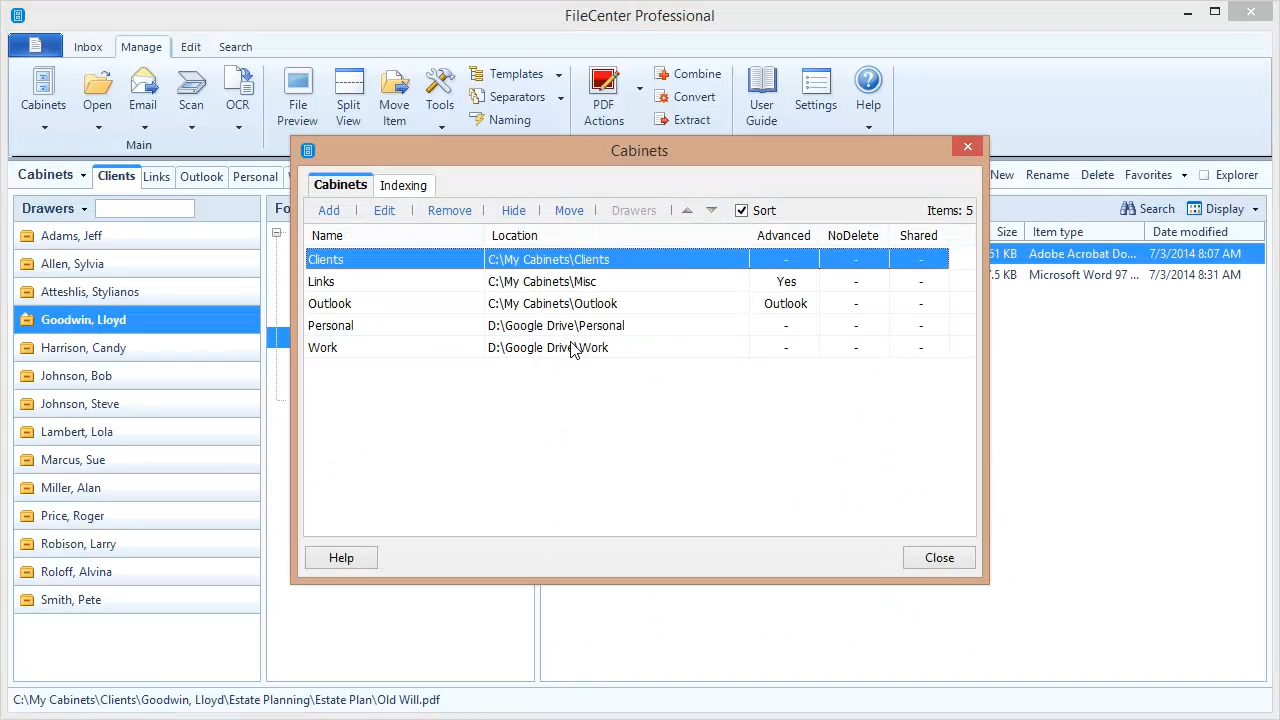 FileCenter Professional
Inbox Manage Edit Search
Cabinets Open Email Scan OCR
File Preview Split View Move Item Tools
Templates
Separators
Naming
PDF Actions
Combine
Convert
Extract
User Guide Settings Help
Main
Cabinets Clients Links Outlook Personal
New Rename Delete Favorites Explorer
Drawers
Fo
Search Display
Size Item type Date modified
51 KB Adobe Acrobat Do... 7/3/2014 8:07 AM
7.5 KB Microsoft Word 97 ... 7/3/2014 8:31 AM
Adams, Jeff
Allen, Sylvia
Atteshlis, Stylianos
Goodwin, Lloyd
Harrison, Candy
Johnson, Bob
Johnson, Steve
Lambert, Lola
Marcus, Sue
Miller, Alan
Price, Roger
Robison, Larry
Roloff, Alvina
Smith, Pete
Cabinets
Cabinets Indexing
Add Edit Remove Hide Move Drawers Sort Items: 5
Name Location Advanced NoDelete Shared
Clients C:\My Cabinets\Clients - - -
Links C:\My Cabinets\Misc Yes - -
Outlook C:\My Cabinets\Outlook Outlook - -
Personal D:\Google Drive\Personal - - -
Work D:\Google Drive\Work - - -
Help Close
C:\My Cabinets\Clients\Goodwin, Lloyd\Estate Planning\Estate Plan\Old Will.pdf